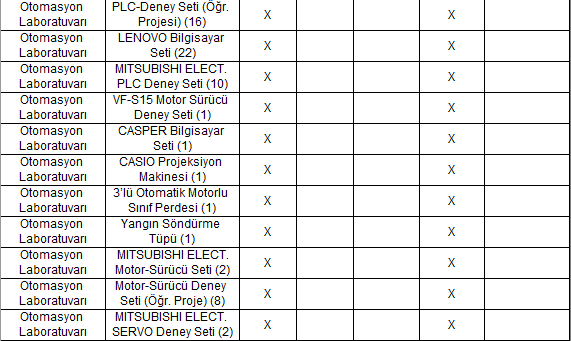 Otomasyon Laboratuvarı PLC-Deney Seti (Öğr. Projesi) (16) X X
Otomasyon Laboratuvarı LENOVO Bilgisayar Seti (22) X X
Otomasyon Laboratuvarı MITSUBISHI ELECT. PLC Deney Seti (10) X X
Otomasyon Laboratuvarı VF-S15 Motor Sürücü Deney Seti (1) X X
Otomasyon Laboratuvarı CASPER Bilgisayar Seti (1) X X
Otomasyon Laboratuvarı CASIO Projeksiyon Makinesi (1) X X
Otomasyon Laboratuvarı 3'lü Otomatik Motorlu Sınıf Perdesi (1) X X
Otomasyon Laboratuvarı Yangın Söndürme Tüpü (1) X X
Otomasyon Laboratuvarı MITSUBISHI ELECT. Motor-Sürücü Seti (2) X X
Otomasyon Laboratuvarı Motor-Sürücü Deney Seti (Öğr. Proje) (8) X X
Otomasyon Laboratuvarı MITSUBISHI ELECT. SERVO Deney Seti (2) X X